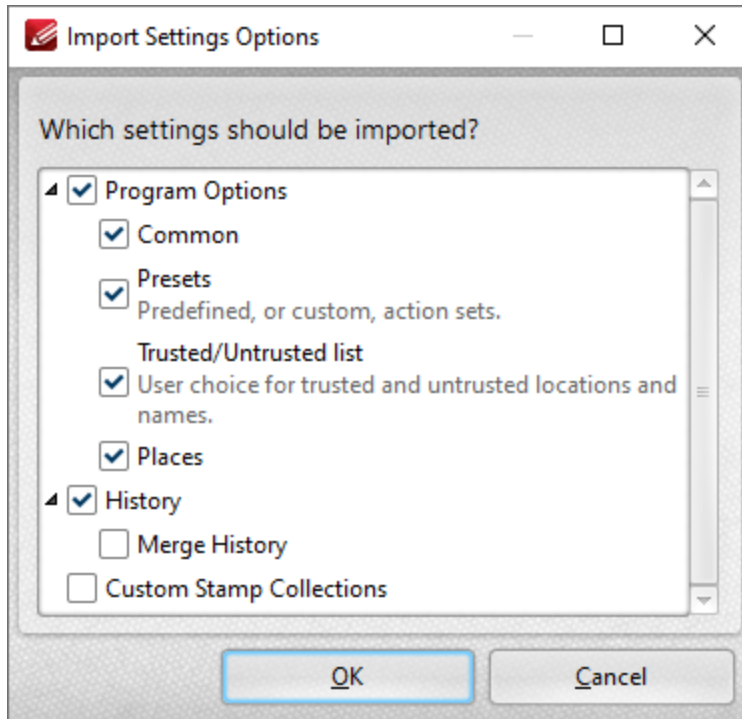 Import Settings Options
Which settings should be imported?
Program Options
Common
Presets
Predefined, or custom, action sets.
Trusted/Untrusted list
User choice for trusted and untrusted locations and
names.
Places
History
Merge History
Custom Stamp Collections
OK
Cancel